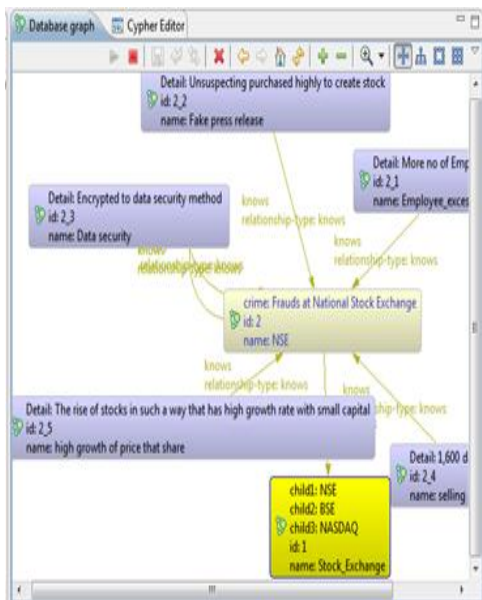 Database graph
Cypher Editor
Detail: Unsuspecting purchased highly to create stock
id: 2_2
name: Fake press release
Detail: More no of Emp
id: 2_1
name: Employee_exces
Detail: Encrypted to data security method
id: 2_3
name: Data security
knows
relationship-type: knows
knows
relationship-type: knows
knows
relationship-type: knows
crime: Frauds at National Stock Exchange
id: 2
name: NSE
knows
relationship-type: knows
knows
ship-type: knows
Detail: The rise of stocks in such a way that has high growth rate with small capital
id: 2_5
name: high growth of price that share
Detail: 1,600 d
id: 2_4
name: selling
child1: NSE
child2: BSE
child3: NASDAQ
id: 1
name: Stock_Exchange